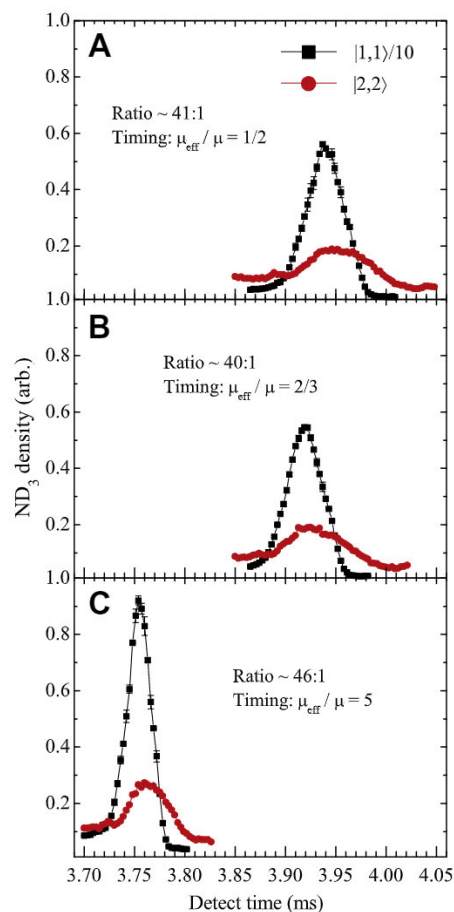 1.0
A
|1,1⟩/10
|2,2⟩
0.8
Ratio ~ 41:1
Timing: μeff / μ = 1/2
0.6
0.4
0.2
1.0
B
0.8
Ratio ~ 40:1
Timing: μeff / μ = 2/3
0.6
0.4
0.2
ND3 density (arb.)
1.0
C
0.8
Ratio ~ 46:1
Timing: μeff / μ = 5
0.6
0.4
0.2
3.70 3.75 3.80 3.85 3.90 3.95 4.00 4.05
Detect time (ms)